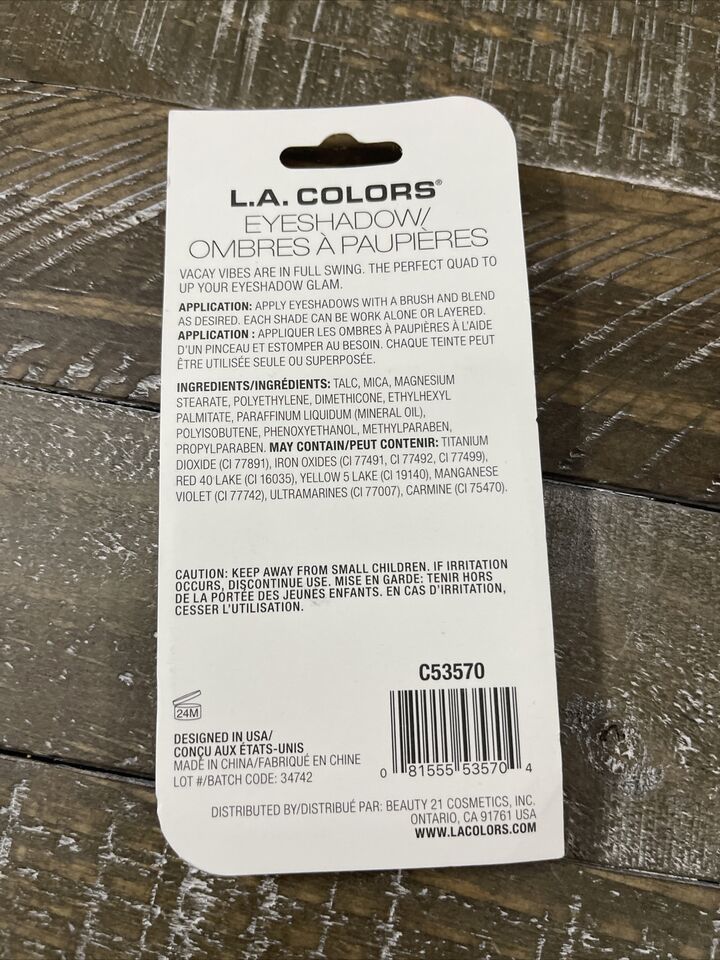 L.A. COLORS®
EYESHADOW/
OMBRES À PAUPIÈRES
VACAY VIBES ARE IN FULL SWING. THE PERFECT QUAD TO
UP YOUR EYESHADOW GLAM.
APPLICATION: APPLY EYESHADOWS WITH A BRUSH AND BLEND
AS DESIRED. EACH SHADE CAN BE WORK ALONE OR LAYERED.
APPLICATION : APPLIQUER LES OMBRES À PAUPIÈRES À L'AIDE
D'UN PINCEAU ET ESTOMPER AU BESOIN. CHAQUE TEINTE PEUT
ÊTRE UTILISÉE SEULE OU SUPERPOSÉE.
INGREDIENTS/INGRÉDIENTS: TALC, MICA, MAGNESIUM
STEARATE, POLYETHYLENE, DIMETHICONE, ETHYLHEXYL
PALMITATE, PARAFFINUM LIQUIDUM (MINERAL OIL),
POLYISOBUTENE, PHENOXYETHANOL, METHYLPARABEN,
PROPYLPARABEN. MAY CONTAIN/PEUT CONTENIR: TITANIUM
DIOXIDE (CI 77891), IRON OXIDES (CI 77491, CI 77492, CI 77499),
RED 40 LAKE (CI 16035), YELLOW 5 LAKE (CI 19140), MANGANESE
VIOLET (CI 77742), ULTRAMARINES (CI 77007), CARMINE (CI 75470).
CAUTION: KEEP AWAY FROM SMALL CHILDREN. IF IRRITATION
OCCURS, DISCONTINUE USE. MISE EN GARDE: TENIR HORS
DE LA PORTÉE DES JEUNES ENFANTS. EN CAS D'IRRITATION,
CESSER L'UTILISATION.
C53570
24M
DESIGNED IN USA/
CONÇU AUX ÉTATS-UNIS
MADE IN CHINA/FABRIQUÉ EN CHINE
LOT #/BATCH CODE: 34742
0 81555 53570 4
DISTRIBUTED BY/DISTRIBUÉ PAR: BEAUTY 21 COSMETICS, INC.
ONTARIO, CA 91761 USA
WWW.LACOLORS.COM